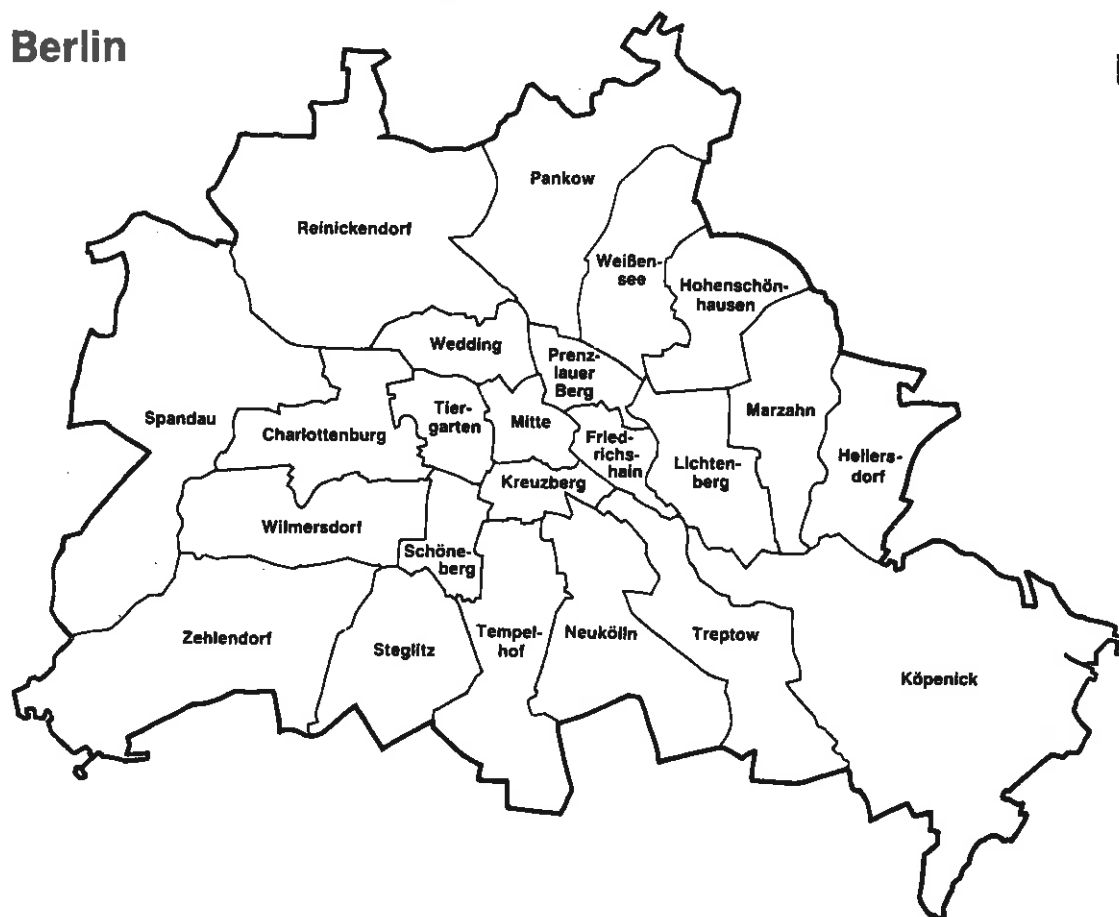 Berlin
Pankow
Reinickendorf
Weißen-
see
Hohenschön-
hausen
Wedding
Prenz-
lauer
Berg
Spandau
Charlottenburg
Tier-
garten
Mitte
Fried-
richs-
hain
Marzahn
Lichten-
berg
Hellers-
dorf
Kreuzberg
Wilmersdorf
Schöne-
berg
Zehlendorf
Steglitz
Tempel-
hof
Neukölln
Treptow
Köpenick